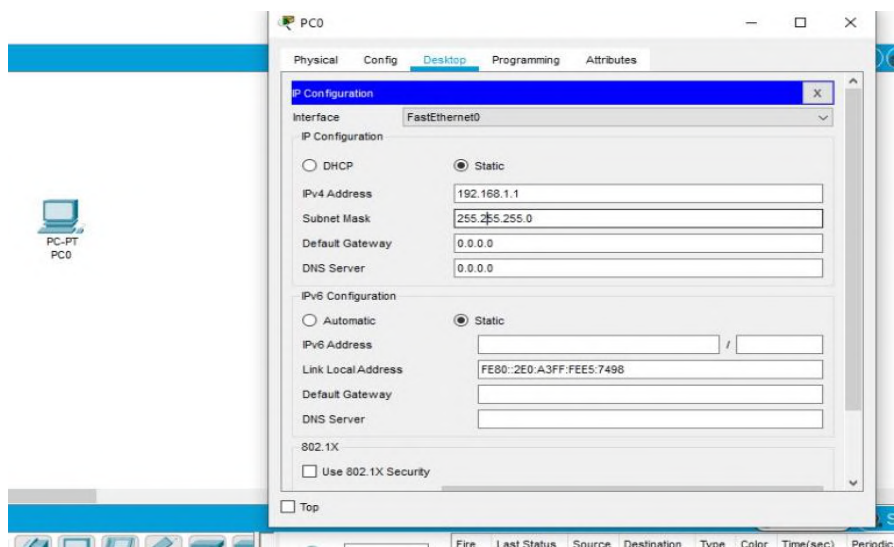 PC0
Physical Config Desktop Programming Attributes
IP Configuration X
Interface FastEthernet0
IP Configuration
DHCP Static
IPv4 Address 192.168.1.1
Subnet Mask 255.255.255.0
Default Gateway 0.0.0.0
DNS Server 0.0.0.0
IPv6 Configuration
Automatic Static
IPv6 Address /
Link Local Address FE80::2E0:A3FF:FEE5:7498
Default Gateway
DNS Server
802.1X
Use 802.1X Security
Top
PC-PT
PC0
Fire Last Status Source Destination Type Color Time(sec) Periodic